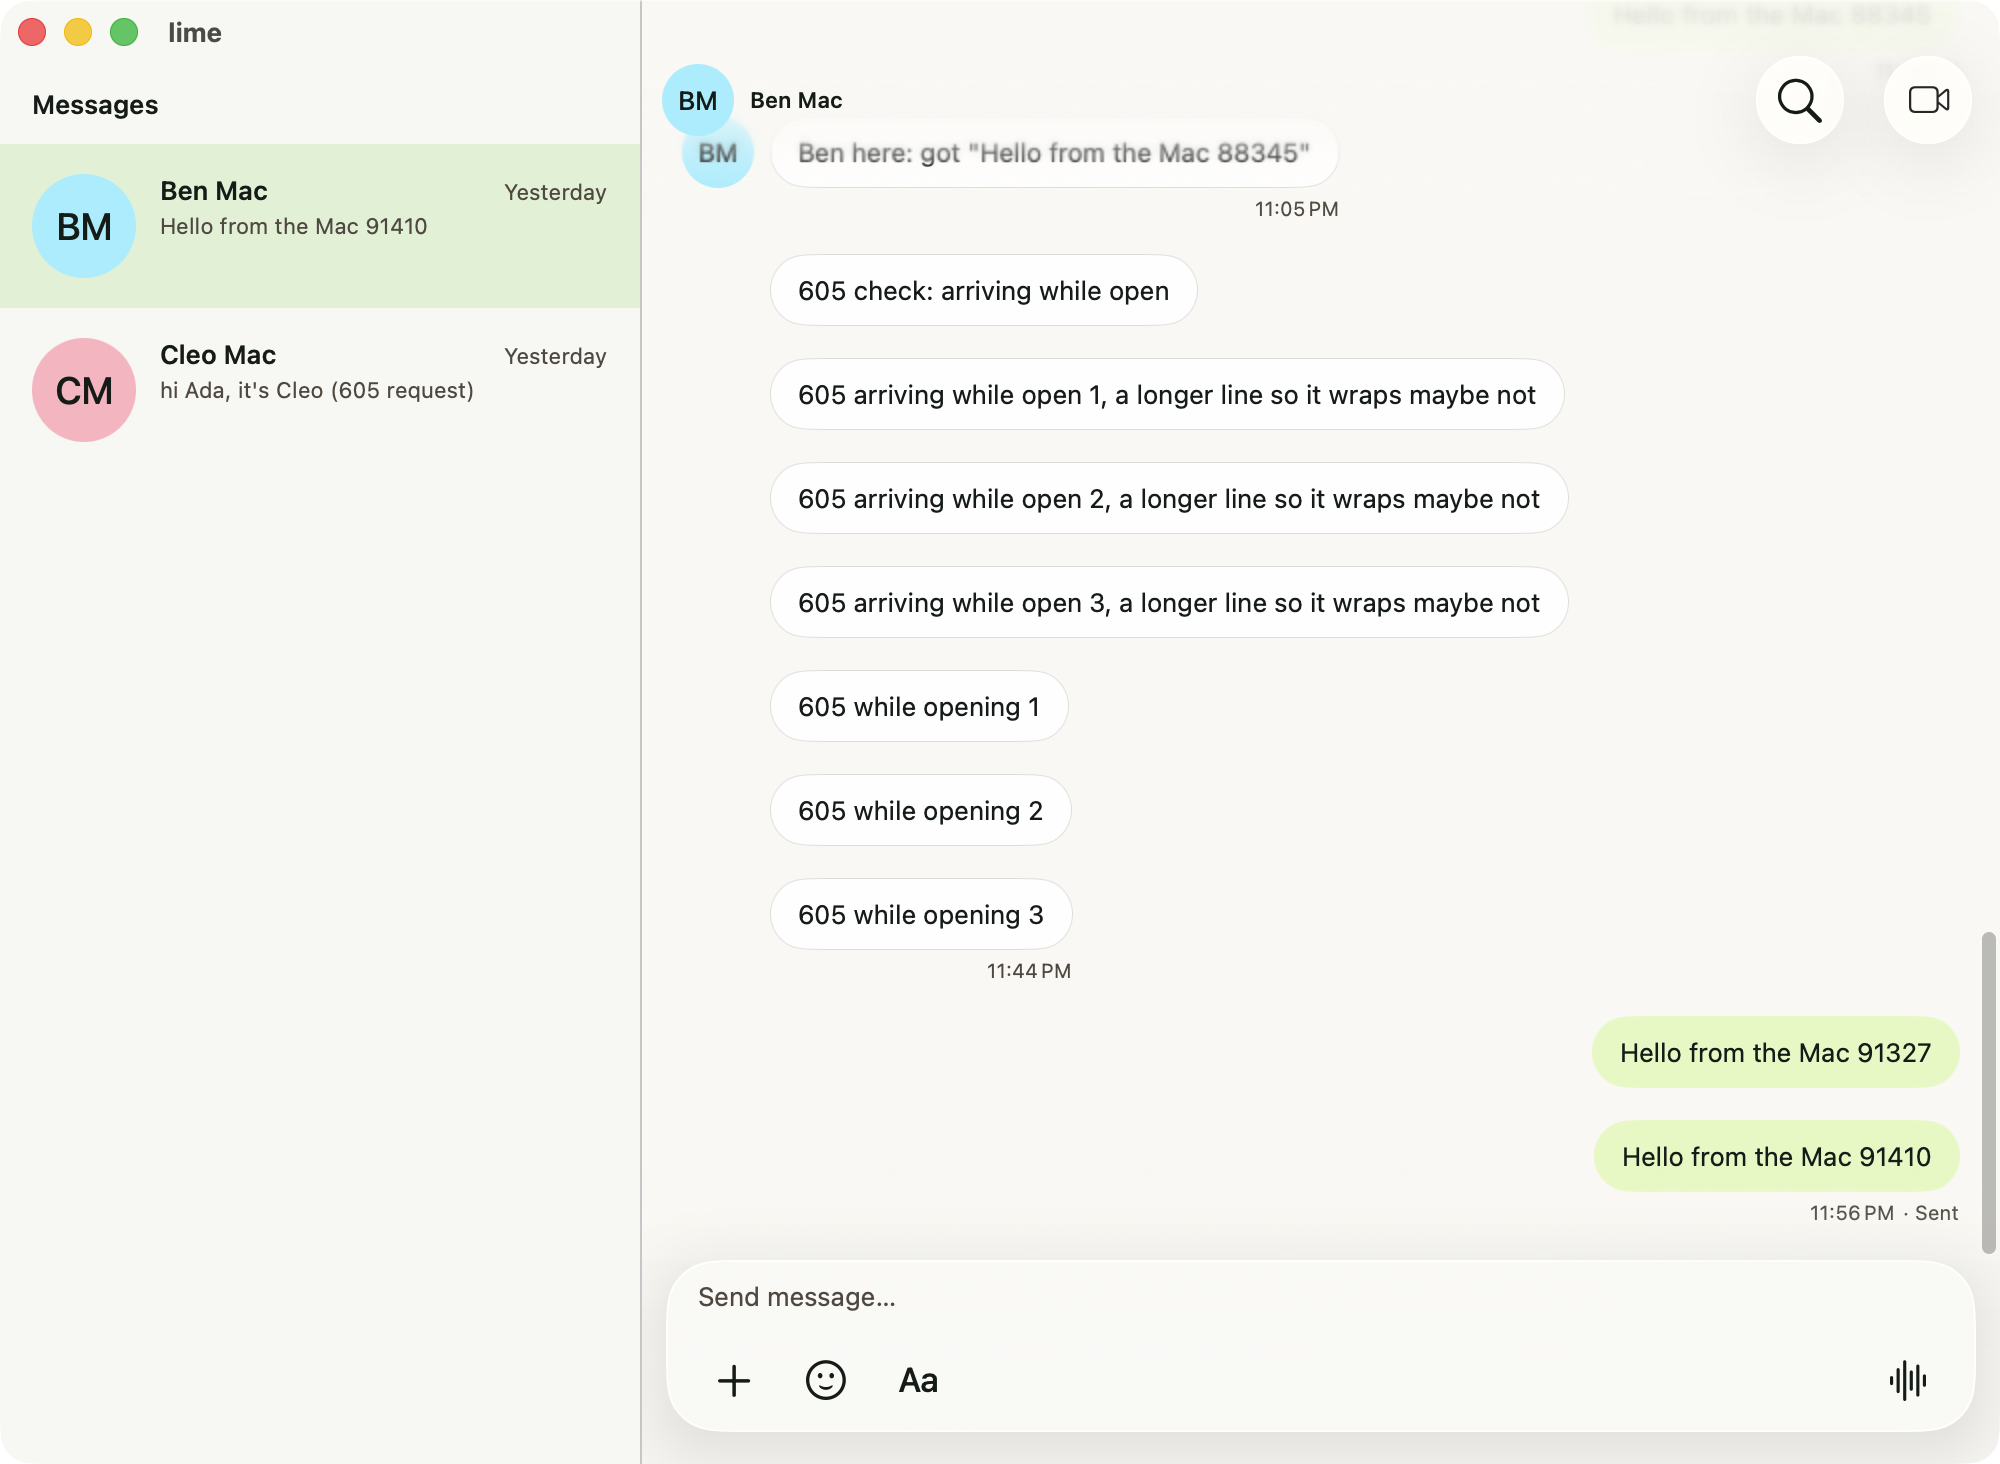 lime
Messages
BM
Ben Mac
Yesterday
Hello from the Mac 91410
CM
Cleo Mac
Yesterday
hi Ada, it's Cleo (605 request)
Hello from the Mac 88345
BM
Ben Mac
BM
Ben here: got "Hello from the Mac 88345"
11:05 PM
605 check: arriving while open
605 arriving while open 1, a longer line so it wraps maybe not
605 arriving while open 2, a longer line so it wraps maybe not
605 arriving while open 3, a longer line so it wraps maybe not
605 while opening 1
605 while opening 2
605 while opening 3
11:44 PM
Hello from the Mac 91327
Hello from the Mac 91410
11:56 PM · Sent
Send message...
Aa